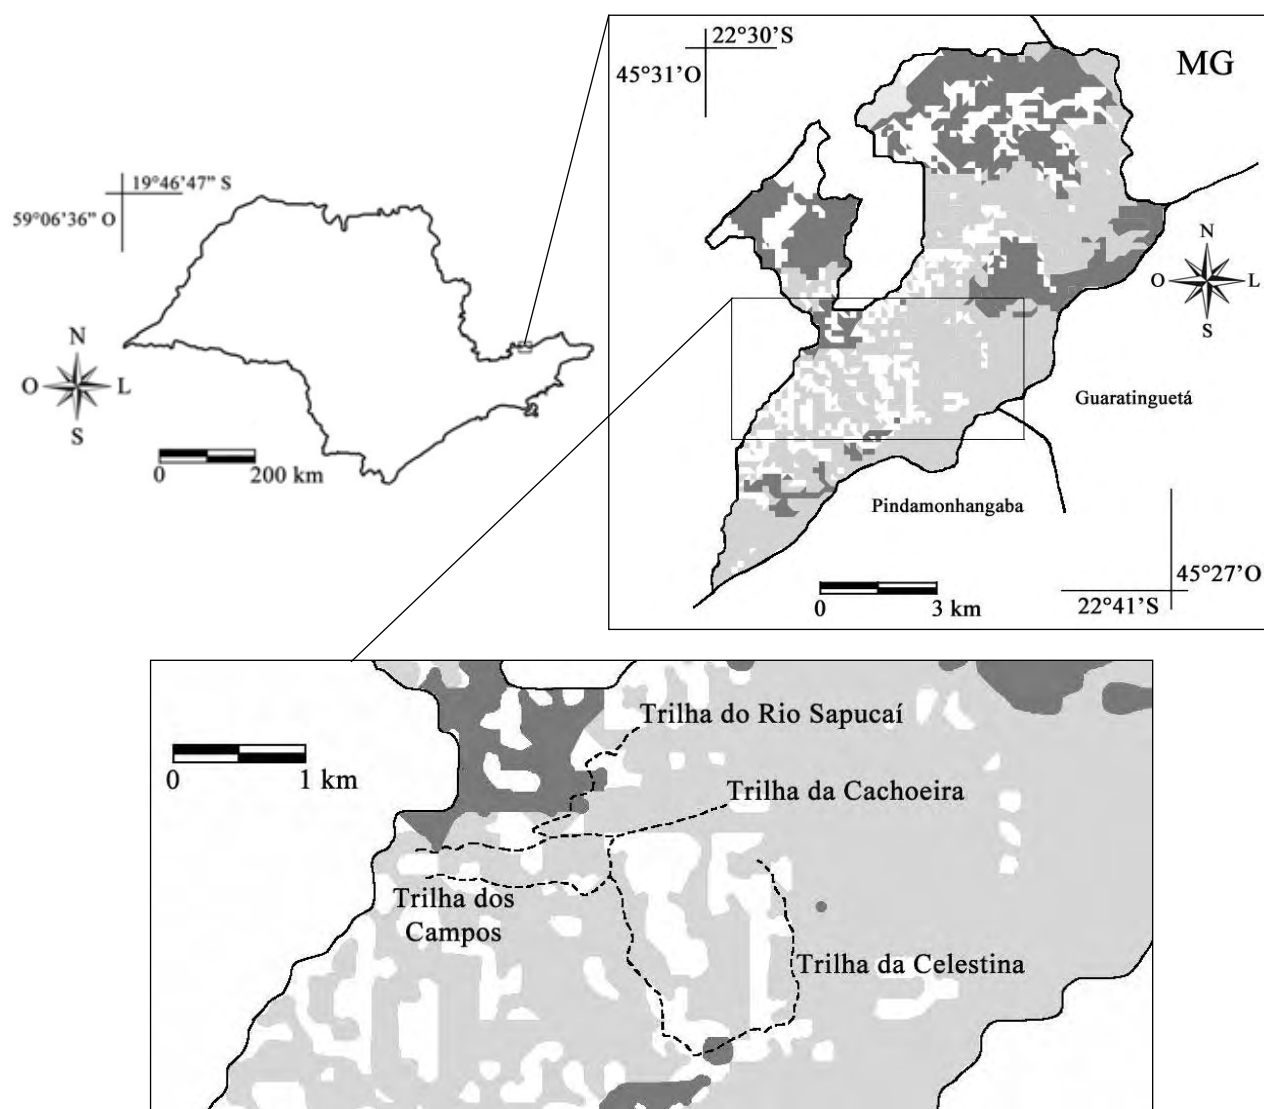 19°46'47” S
59°06'36” O
N
O
L
S
0
200 km
22°30'S
45°31'O
MG
N
O
L
S
Guaratinguetá
Pindamonhangaba
0
3 km
45°27'O
22°41'S
0
1 km
Trilha do Rio Sapucaí
Trilha da Cachoeira
Trilha dos
Campos
Trilha da Celestina